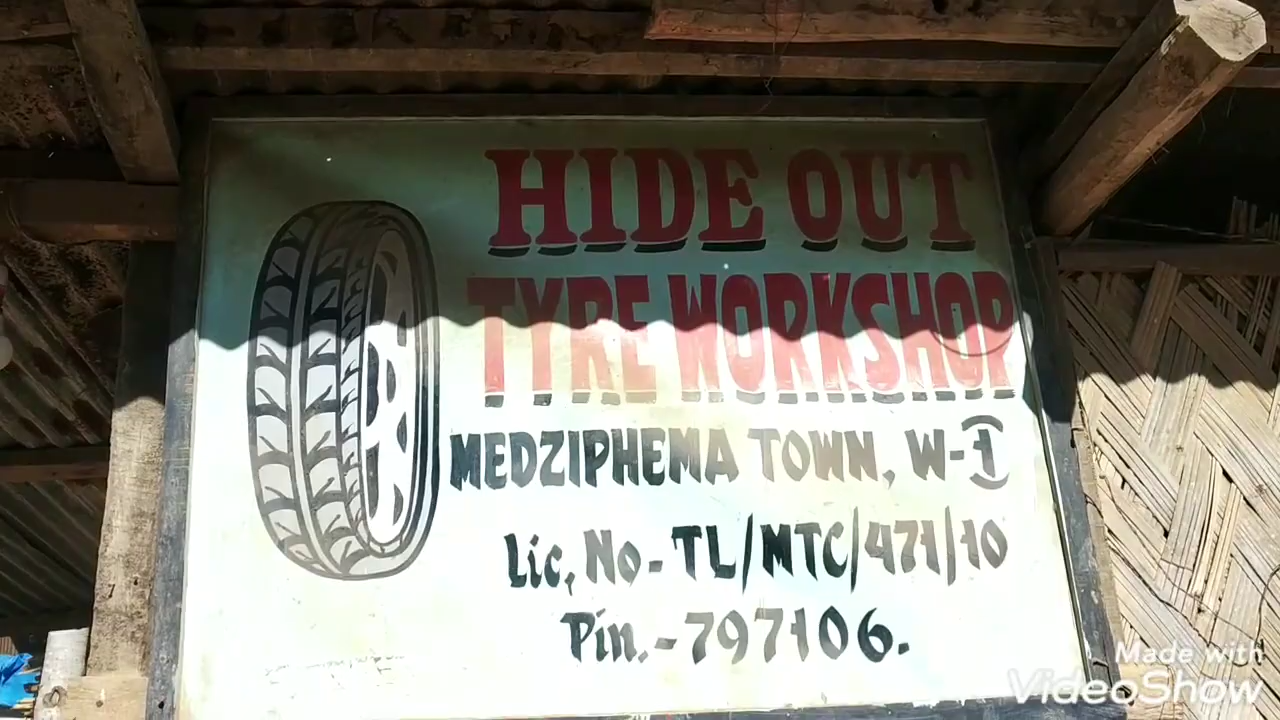 HIDE OUT
TYRE WORKSHOP
MEDZIPHEMA TOWN, W-1
Lic, No- TL/MTC/471/10
Pin.-797106.
Made with
VideoShow